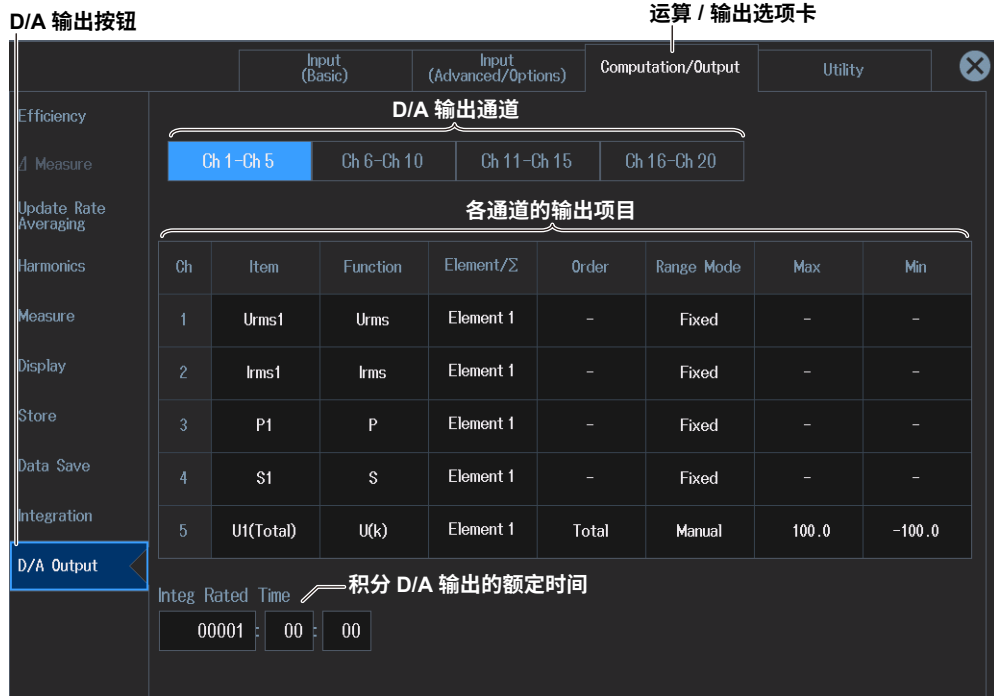 D/A 输出按钮
运算 / 输出选项卡
Input
(Basic)
Input
(Advanced/Options)
Computation/Output
Utility
Efficiency
Δ Measure
Update Rate
Averaging
Harmonics
Measure
Display
Store
Data Save
Integration
D/A Output
D/A 输出通道
Ch 1-Ch 5
Ch 6-Ch 10
Ch 11-Ch 15
Ch 16-Ch 20
各通道的输出项目
Ch Item Function Element/Σ Order Range Mode Max Min
1 Urms1 Urms Element 1 - Fixed - -
2 Irms1 Irms Element 1 - Fixed - -
3 P1 P Element 1 - Fixed - -
4 S1 S Element 1 - Fixed - -
5 U1(Total) U(k) Element 1 Total Manual 100.0 -100.0
积分 D/A 输出的额定时间
Integ Rated Time
00001 : 00 : 00